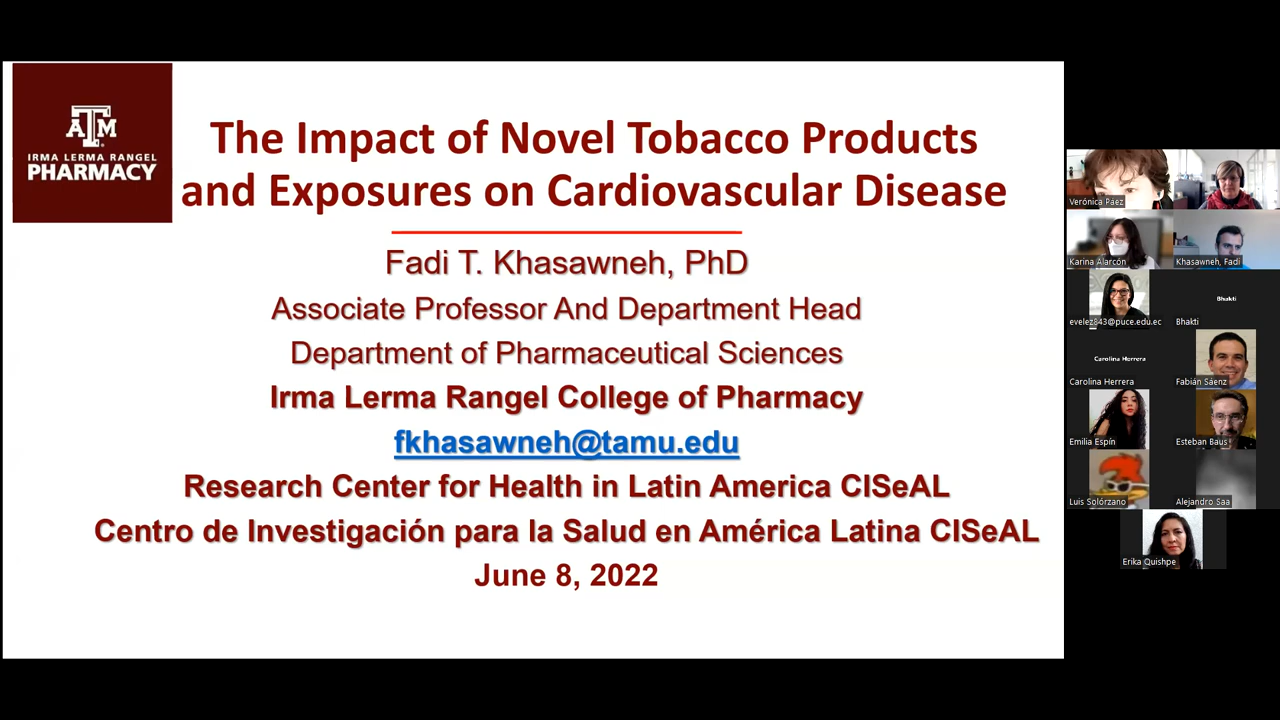 ATM
IRMA LERMA RANGEL
PHARMACY
The Impact of Novel Tobacco Products
and Exposures on Cardiovascular Disease
Fadi T. Khasawneh, PhD
Associate Professor And Department Head
Department of Pharmaceutical Sciences
Irma Lerma Rangel College of Pharmacy
fkhasawneh@tamu.edu
Research Center for Health in Latin America CISeAL
Centro de Investigación para la Salud en América Latina CISeAL
June 8, 2022
Verónica Páez
Karina Alarcón
Khasawneh, Fadi
evelez843@puce.edu.ec
Bhakti
Bhakti
Carolina Herrera
Carolina Herrera
Fabián Sáenz
Emilia Espín
Esteban Baus
Luis Solórzano
Alejandro Saa
Erika Quishpe